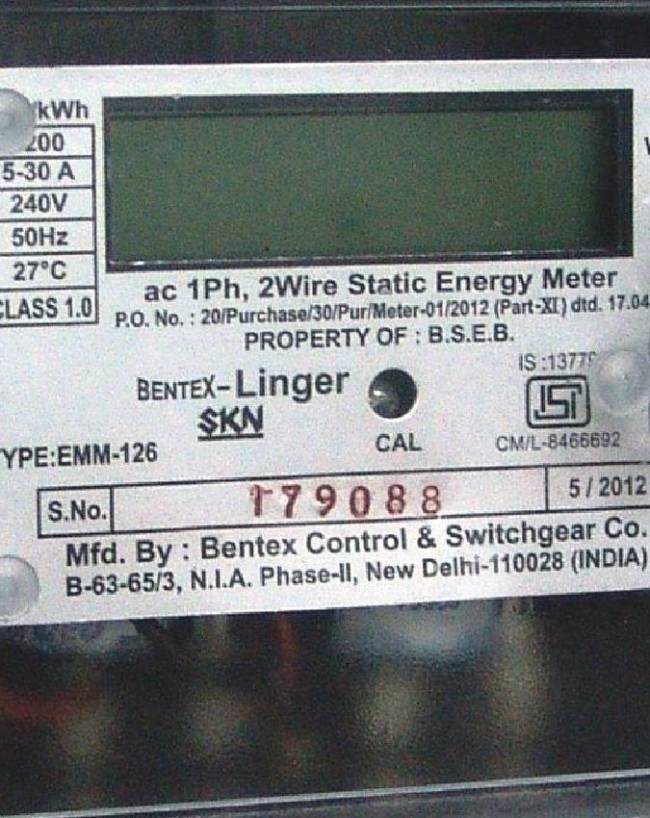 /kWh
200
5-30 A
240V
50Hz
27°C
CLASS 1.0
ac 1Ph, 2Wire Static Energy Meter
P.O. No. : 20/Purchase/30/Pur/Meter-01/2012 (Part-XI) dtd. 17.04
PROPERTY OF : B.S.E.B.
BENTEX-Linger
SKN
IS :13779
ISI
CAL
CM/L-8466692
YPE:EMM-126
S.No. 179088 5 / 2012
Mfd. By : Bentex Control & Switchgear Co.
B-63-65/3, N.I.A. Phase-II, New Delhi-110028 (INDIA)